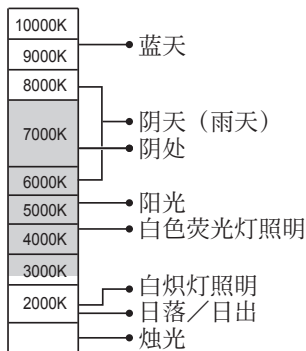 10000K
9000K
8000K
7000K
6000K
5000K
4000K
3000K
2000K
蓝天
阴天（雨天）
阴处
阳光
白色荧光灯照明
白炽灯照明
日落／日出
烛光